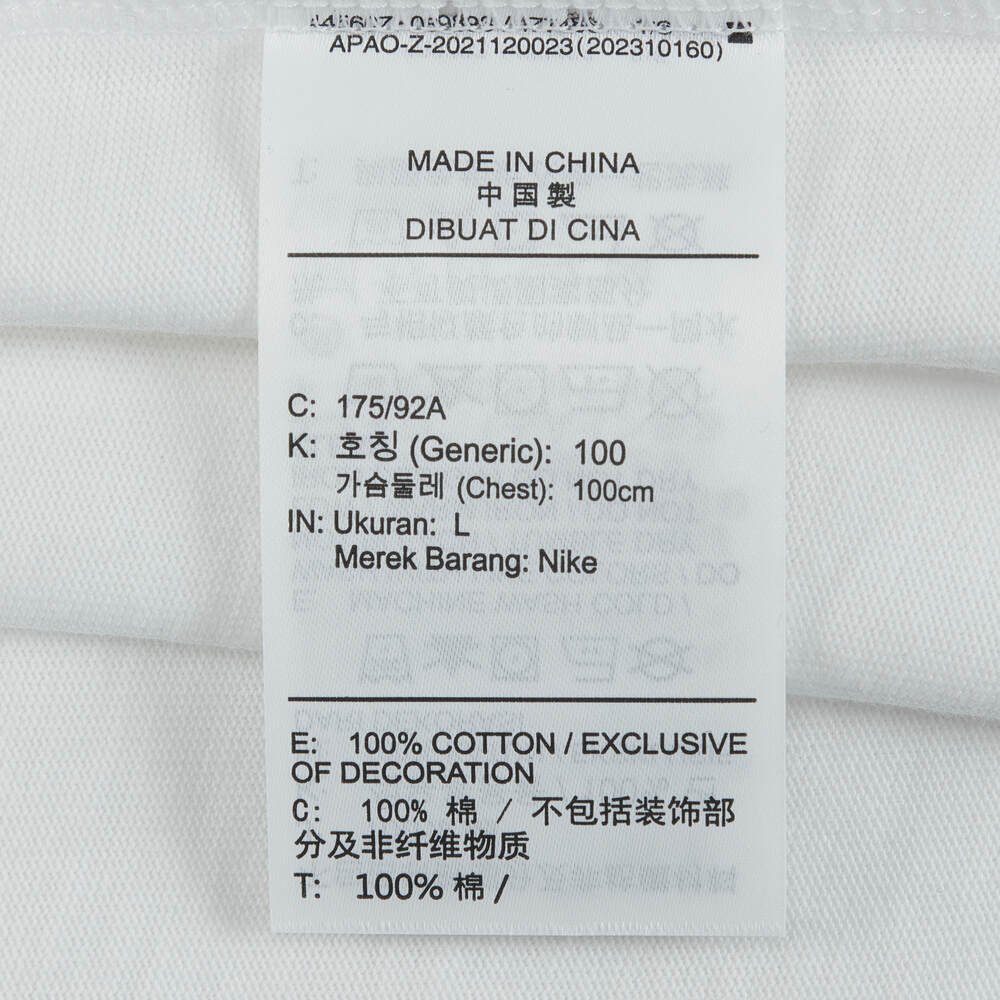 APAO-Z-2021120023(202310160)
MADE IN CHINA
中国製
DIBUAT DI CINA
C: 175/92A
K: 호칭 (Generic): 100
가슴둘레 (Chest): 100cm
IN: Ukuran: L
Merek Barang: Nike
E: 100% COTTON / EXCLUSIVE
OF DECORATION
C: 100% 棉 / 不包括装饰部
分及非纤维物质
T: 100% 棉 /